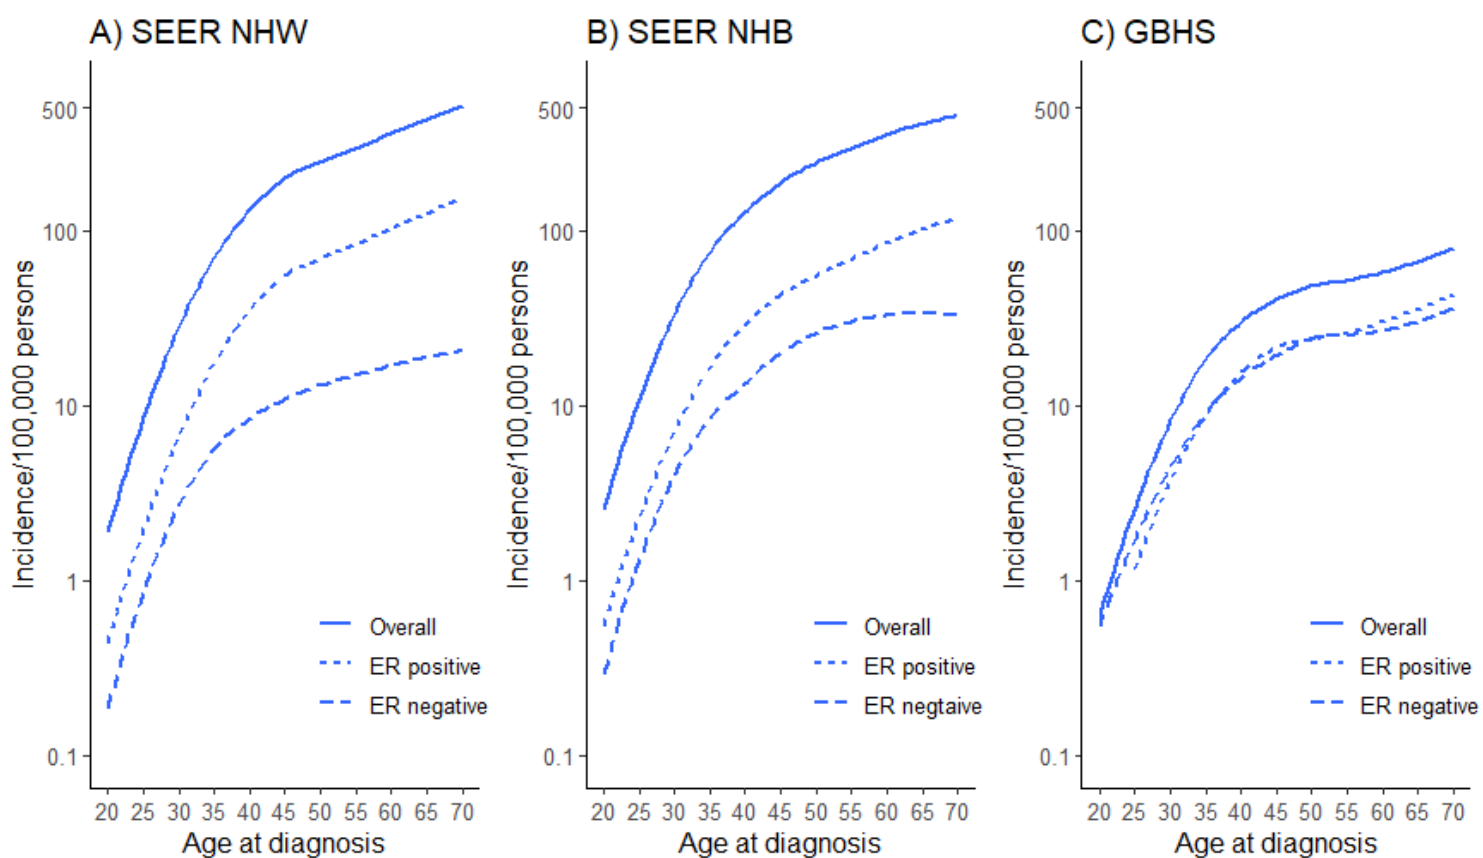 A) SEER NHW
Incidence/100,000 persons
500
100
10
1
0.1
Overall
ER positive
ER negative
20 25 30 35 40 45 50 55 60 65 70
Age at diagnosis
B) SEER NHB
Incidence/100,000 persons
500
100
10
1
0.1
Overall
ER positive
ER negtaive
20 25 30 35 40 45 50 55 60 65 70
Age at diagnosis
C) GBHS
Incidence/100,000 persons
500
100
10
1
0.1
Overall
ER positive
ER negative
20 25 30 35 40 45 50 55 60 65 70
Age at diagnosis